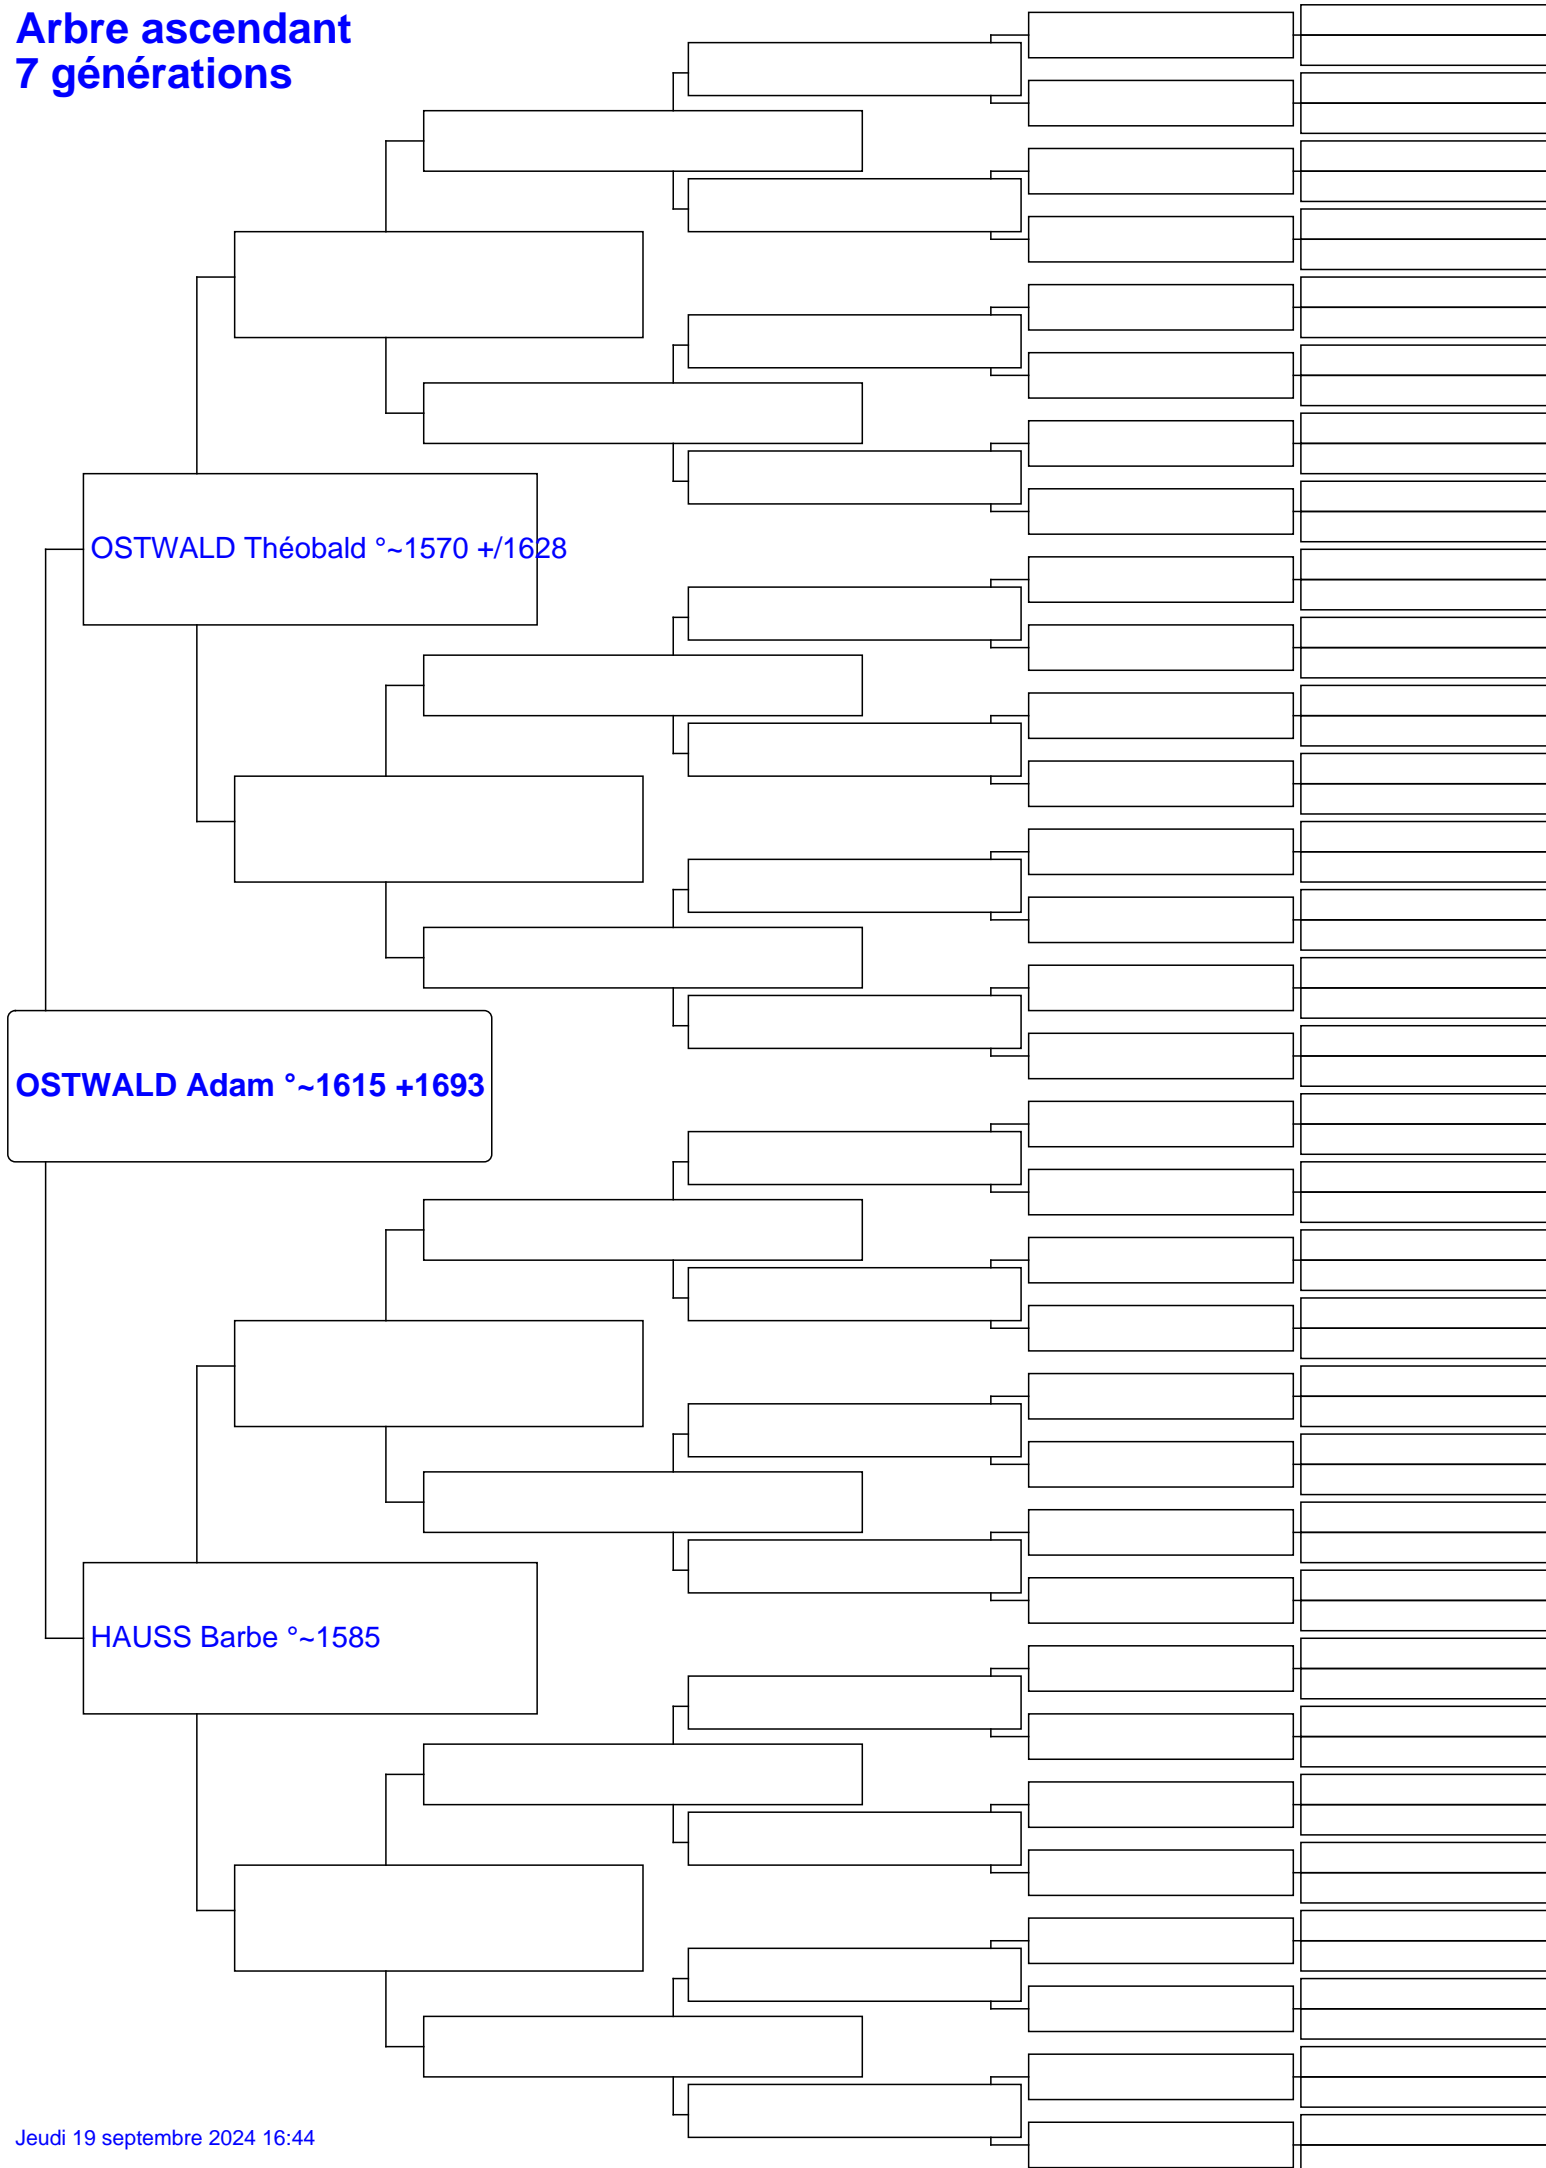 Arbre ascendant
7 générations
OSTWALD Théobald °~1570 +/1628
OSTWALD Adam °~1615 +1693
HAUSS Barbe °~1585
Jeudi 19 septembre 2024 16:44